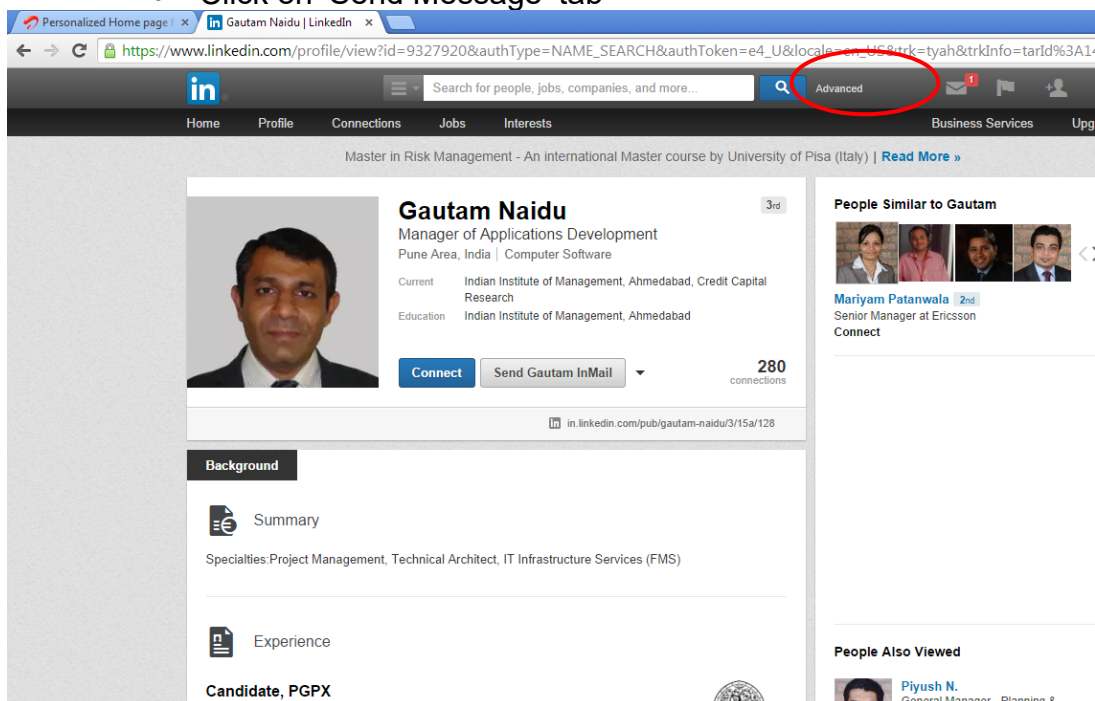 Click on 'Send Message' tab
Personalized Home page
Gautam Naidu | LinkedIn
https://www.linkedin.com/profile/view?id=9327920&authType=NAME_SEARCH&authToken=e4_U&locale=en_US&trk=tyah&trkInfo=tarId%3A14
in
Search for people, jobs, companies, and more...
Advanced
1
Home Profile Connections Jobs Interests Business Services Upg
Master in Risk Management - An international Master course by University of Pisa (Italy) | Read More »
Gautam Naidu
3rd
Manager of Applications Development
Pune Area, India | Computer Software
Current Indian Institute of Management, Ahmedabad, Credit Capital
Research
Education Indian Institute of Management, Ahmedabad
Connect Send Gautam InMail
280
connections
in in.linkedin.com/pub/gautam-naidu/3/15a/128
Background
Summary
Specialties:Project Management, Technical Architect, IT Infrastructure Services (FMS)
Experience
Candidate, PGPX
People Similar to Gautam
Mariyam Patanwala 2nd
Senior Manager at Ericsson
Connect
People Also Viewed
Piyush N.
General Manager - Planning &